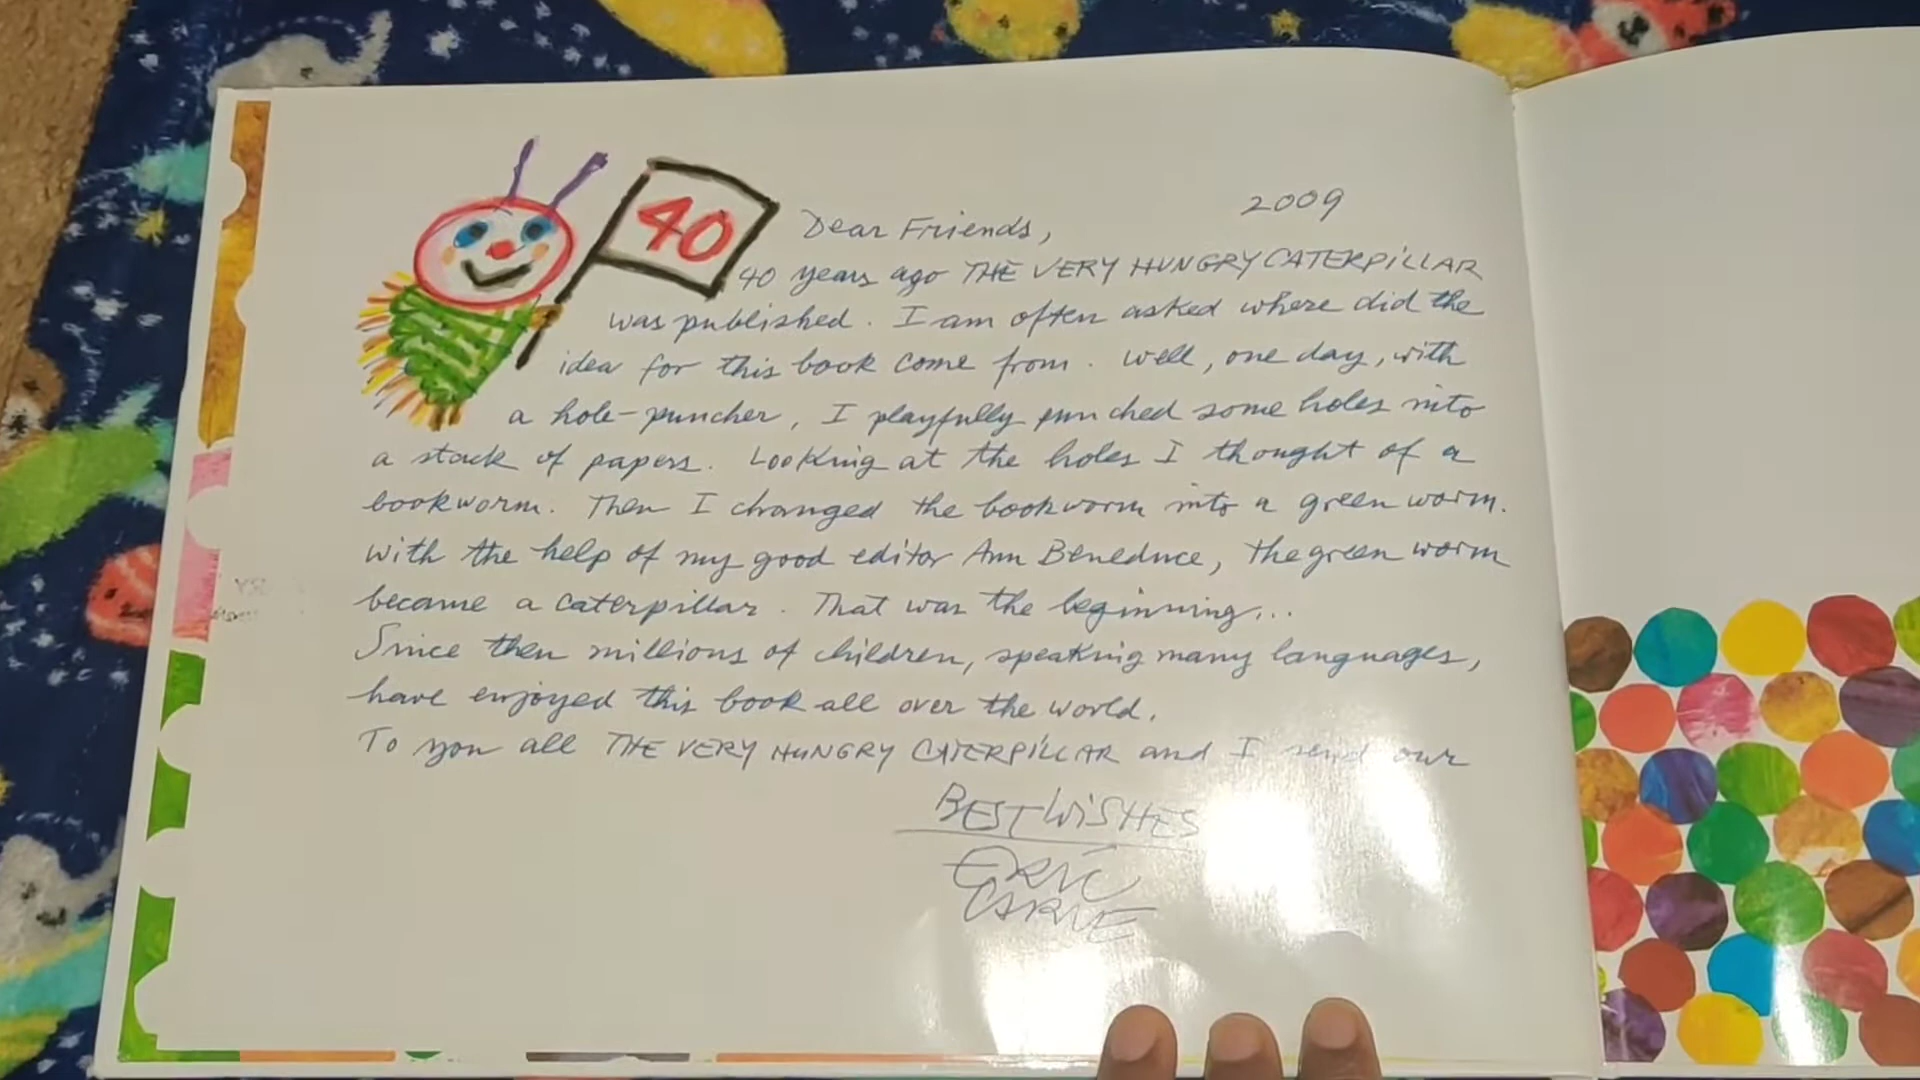 40
2009
Dear Friends,
40 years ago THE VERY HUNGRY CATERPILLAR
was published. I am often asked where did the
idea for this book come from. Well, one day, with
a hole-puncher, I playfully punched some holes into
a stack of papers. Looking at the holes I thought of a
bookworm. Then I changed the bookworm into a green worm.
With the help of my good editor Ann Beneduce, the green worm
became a caterpillar. That was the beginning...
Since then millions of children, speaking many languages,
have enjoyed this book all over the world.
To you all THE VERY HUNGRY CATERPILLAR and I send our
BEST WISHES
ERIC
CARLE